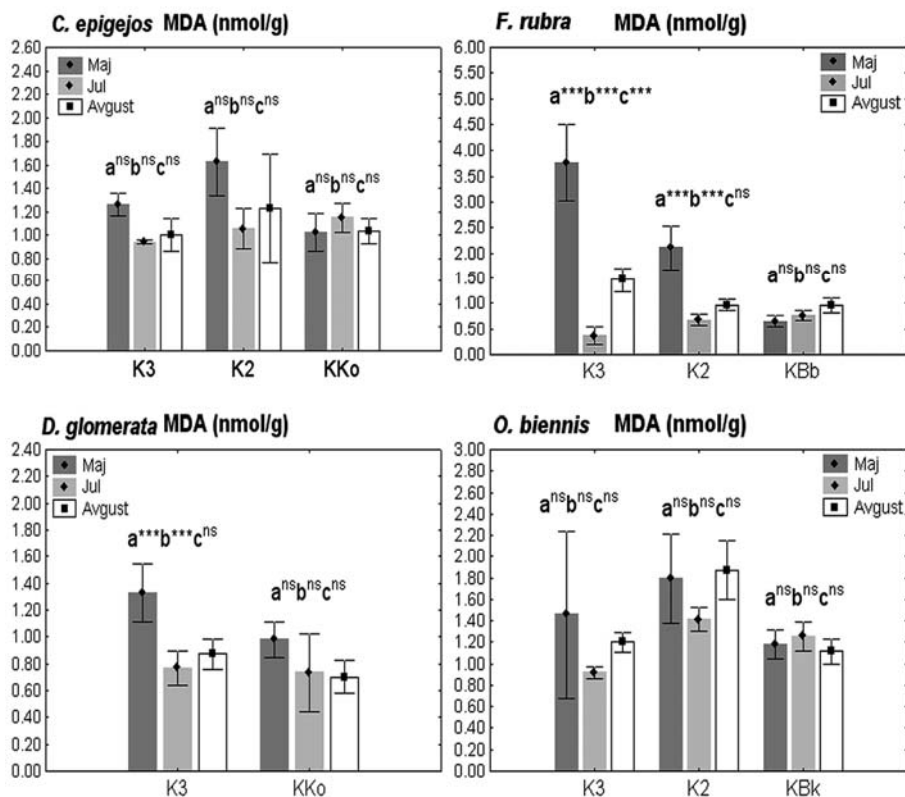 C. epigejos MDA (nmol/g)
2.60
2.40
2.20
2.00
1.80
1.60
1.40
1.20
1.00
0.80
0.60
0.40
0.20
0.00
Maj
Jul
Avgust
a^ns b^ns c^ns
a^ns b^ns c^ns
a^ns b^ns c^ns
K3 K2 KKo
F. rubra MDA (nmol/g)
6.00
5.50
5.00
4.50
4.00
3.50
3.00
2.50
2.00
1.50
1.00
0.50
0.00
Maj
Jul
Avgust
a***b***c***
a***b***c^ns
a^ns b^ns c^ns
K3 K2 KBb
D. glomerata MDA (nmol/g)
2.40
2.20
2.00
1.80
1.60
1.40
1.20
1.00
0.80
0.60
0.40
0.20
0.00
Maj
Jul
Avgust
a***b***c^ns
a^ns b^ns c^ns
K3 KKo
O. biennis MDA (nmol/g)
3.00
2.80
2.60
2.40
2.20
2.00
1.80
1.60
1.40
1.20
1.00
0.80
0.60
0.40
0.20
0.00
Maj
Jul
Avgust
a^ns b^ns c^ns
a^ns b^ns c^ns
a^ns b^ns c^ns
K3 K2 KBk